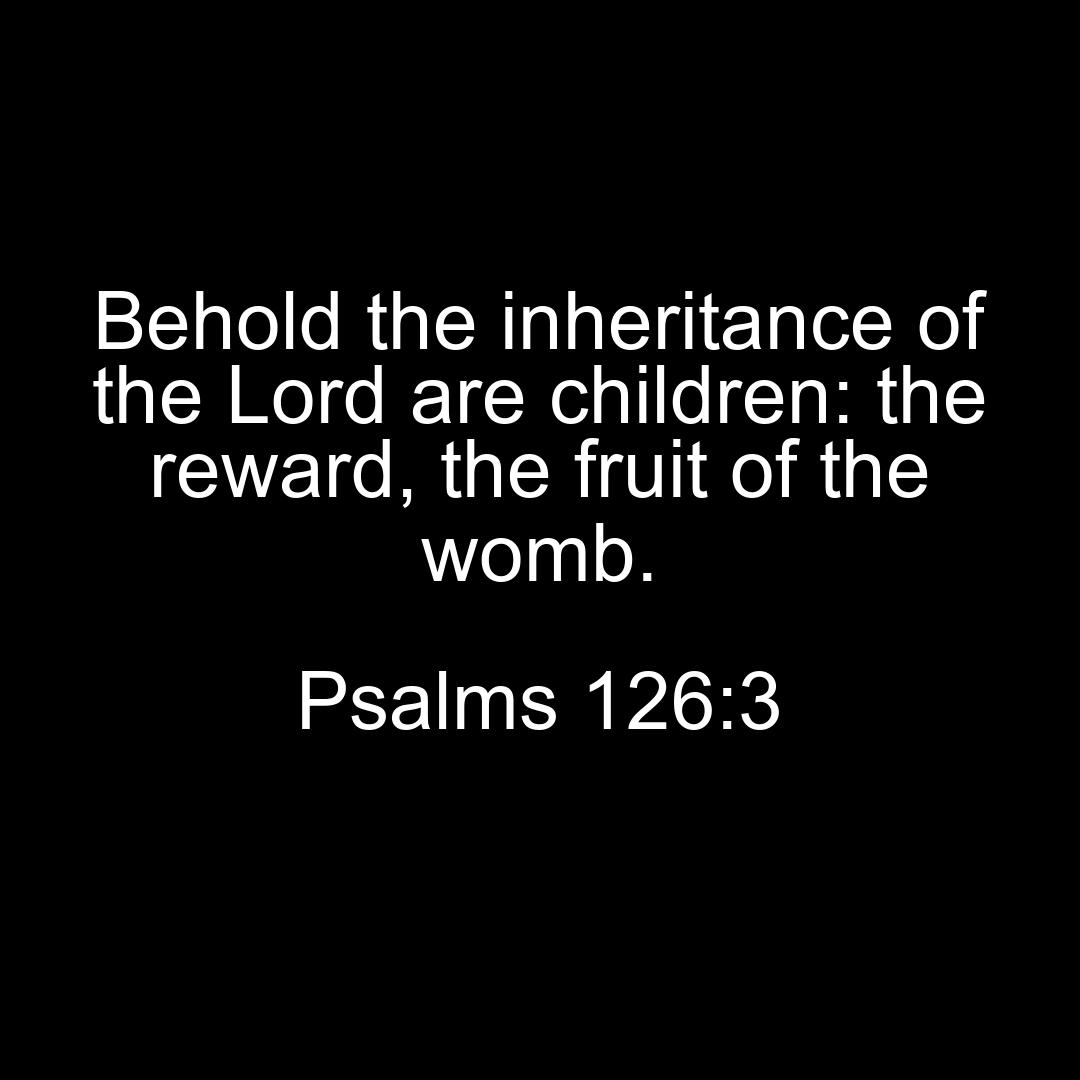 Behold the inheritance of
the Lord are children: the
reward, the fruit of the
womb.
Psalms 126:3